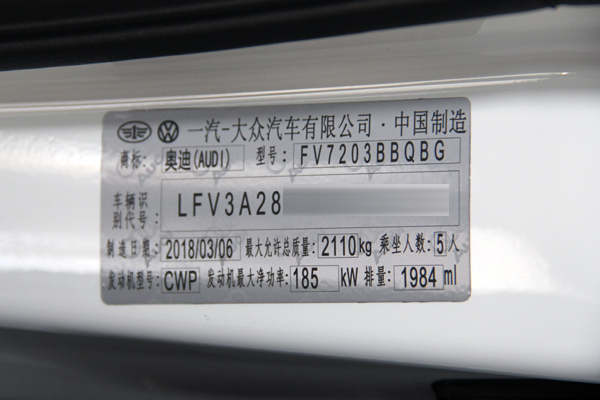 一汽-大众汽车有限公司·中国制造
商标: 奥迪(AUDI) 型号: FV7203BBQBG
车辆识别代号: LFV3A28
制造日期: 2018/03/06 最大允许总质量: 2110kg 乘坐人数: 5人
发动机型号: CWP 发动机最大净功率: 185 kW 排量: 1984 ml